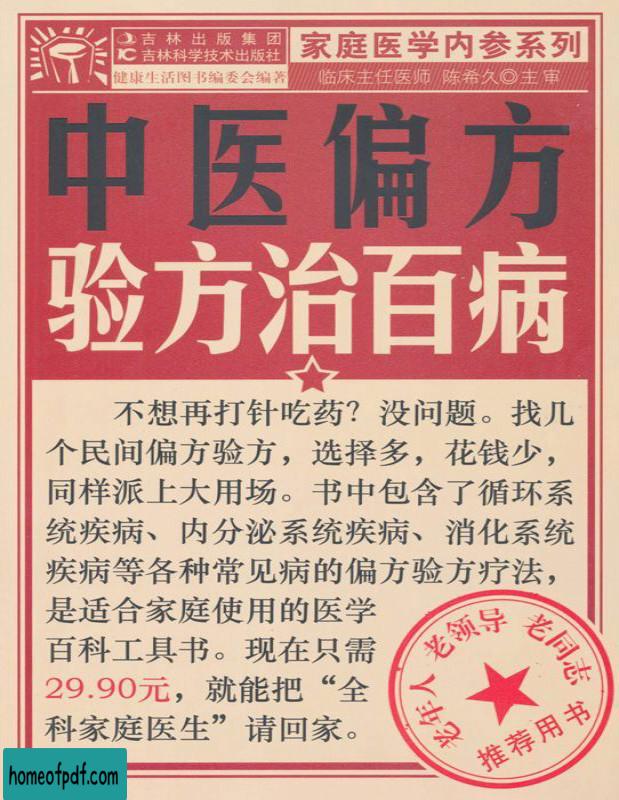 吉林出版集团
吉林科学技术出版社
健康生活图书编委会编著
家庭医学内参系列
临床主任医师 陈希久◎主审
中医偏方
验方治百病
不想再打针吃药？没问题。找几
个民间偏方验方，选择多，花钱少，
同样派上大用场。书中包含了循环系
统疾病、内分泌系统疾病、消化系统
疾病等各种常见病的偏方验方疗法，
是适合家庭使用的医学
百科工具书。现在只需
29.90元，就能把“全
科家庭医生”请回家。
老年人 老领导 老同志
推荐用书
homeofpdf.com